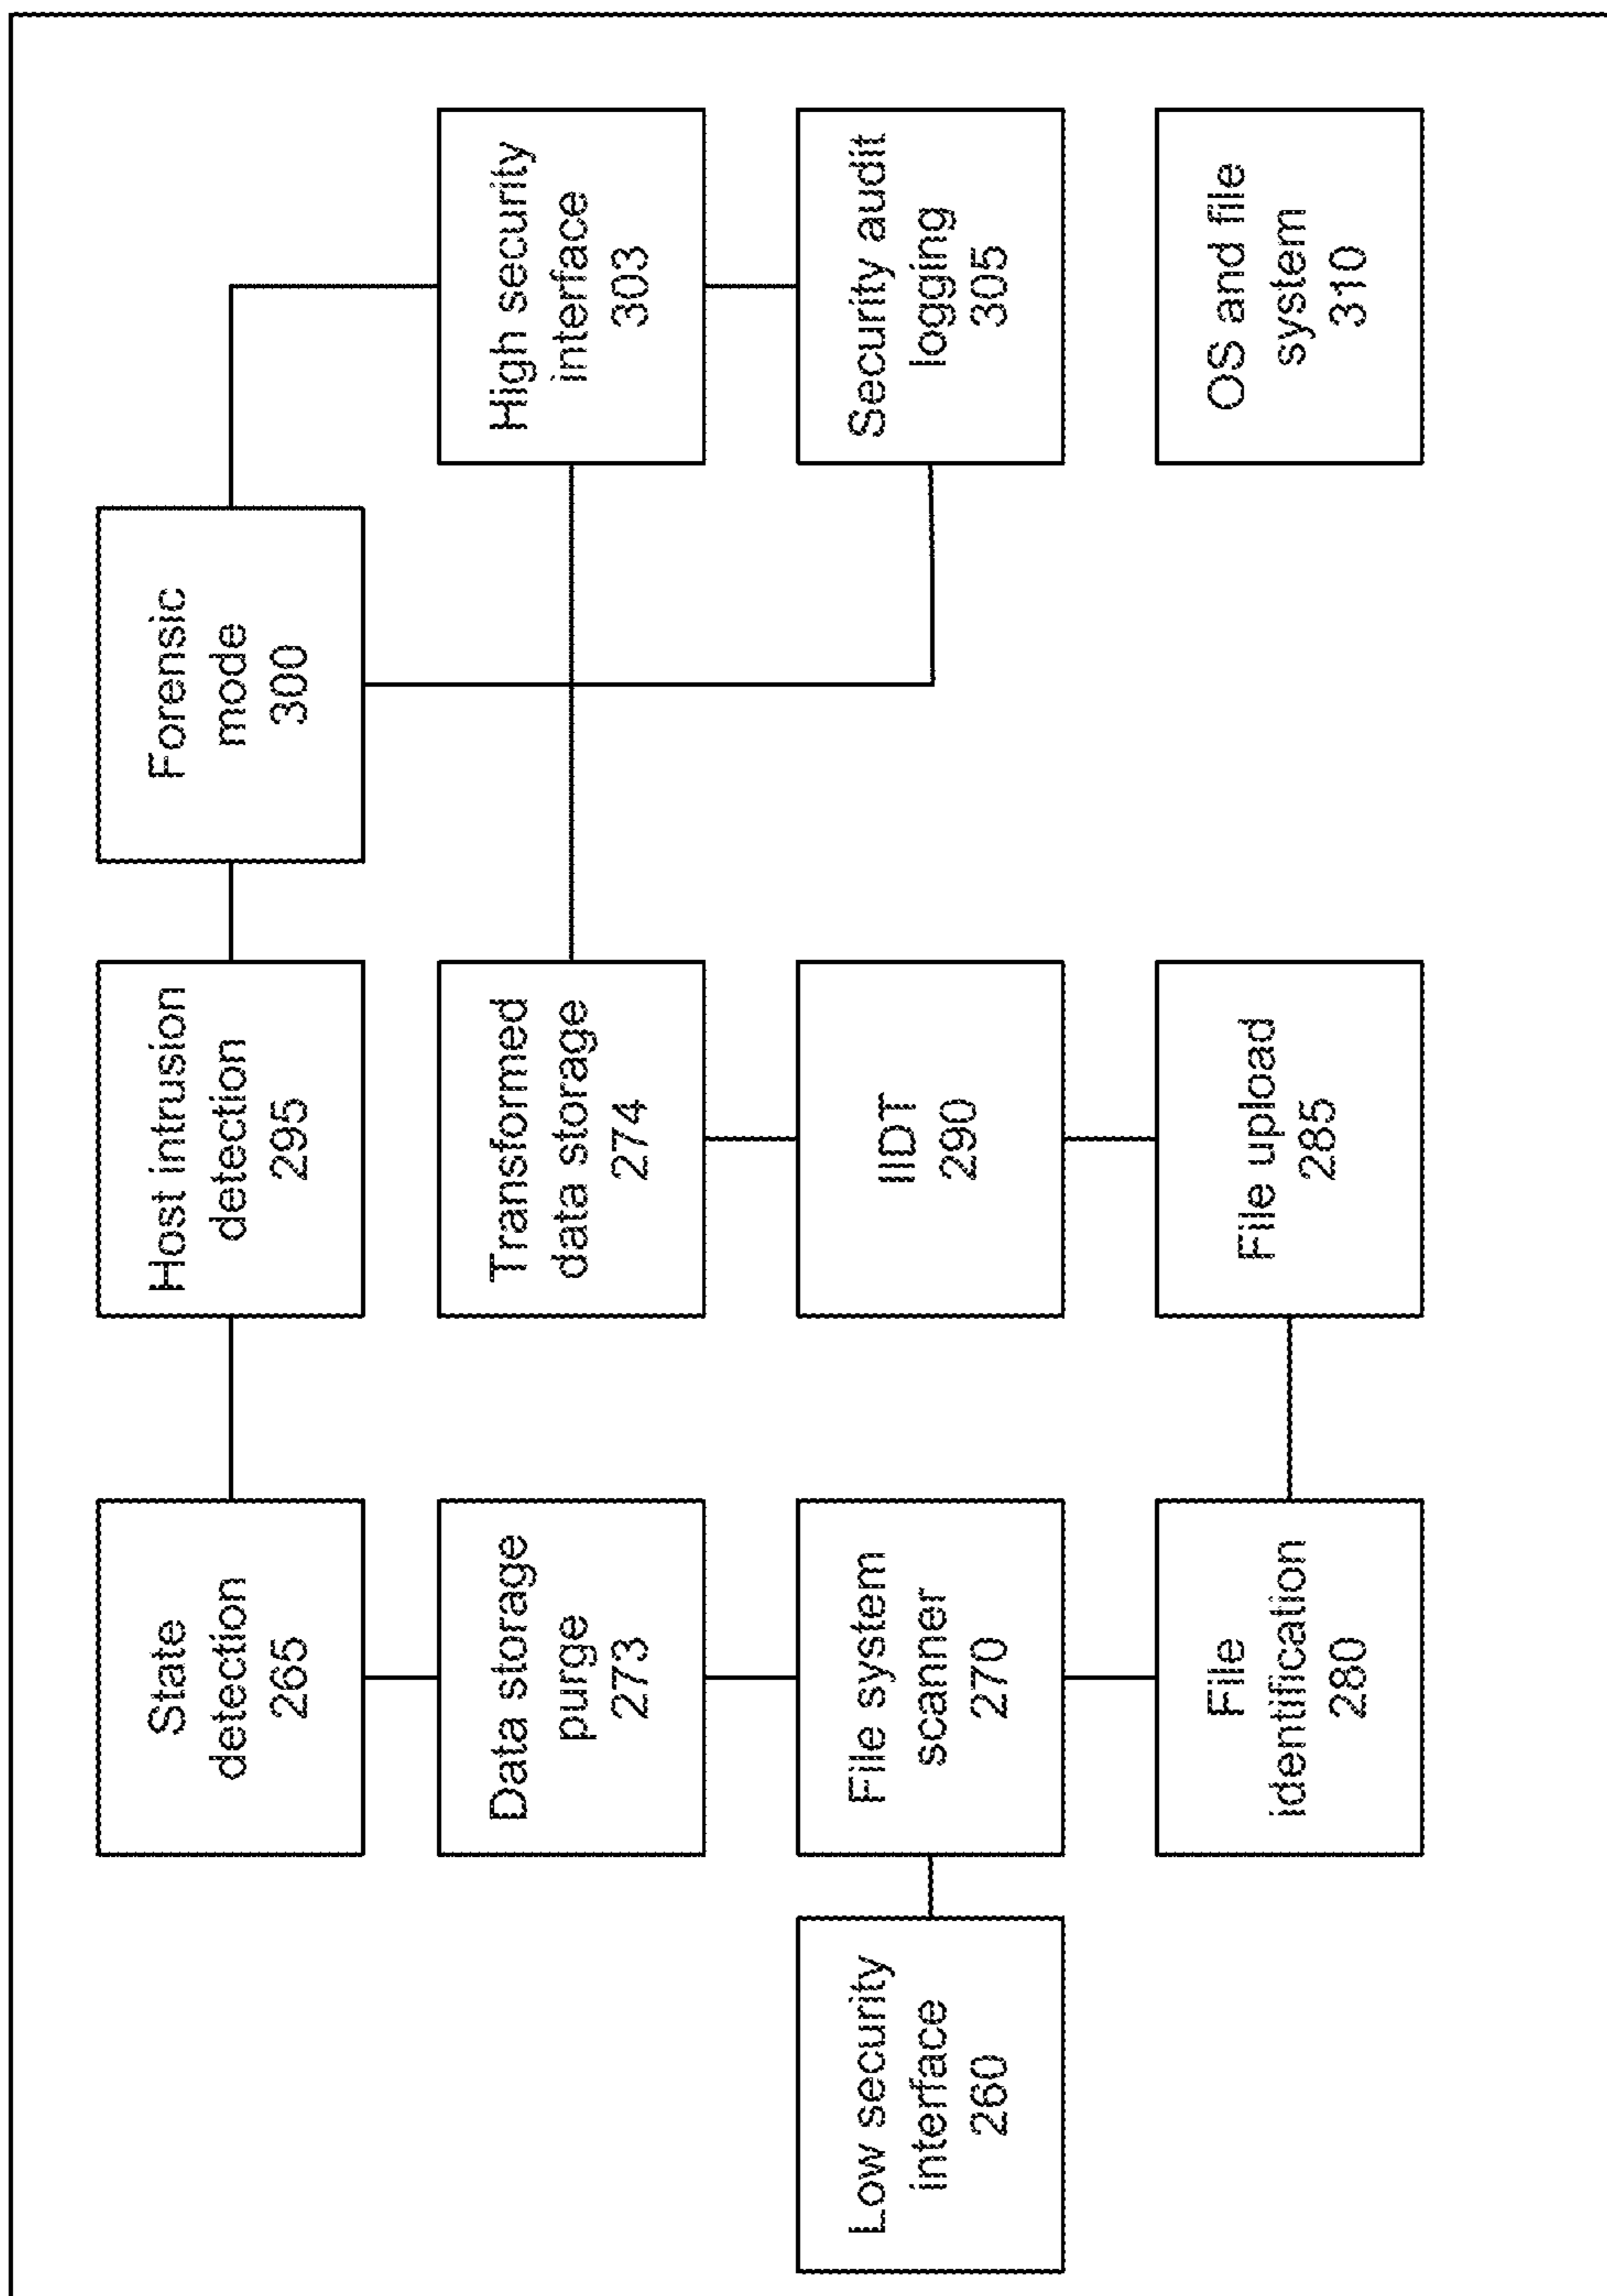 State
detection
265
Host intrusion
detection
295
Forensic
mode
300
Data storage
purge
273
Transformed
data storage
274
High security
interface
303
Low security
interface
260
File system
scanner
270
IIDT
290
Security audit
logging
305
File
identification
280
File upload
285
OS and file
system
310